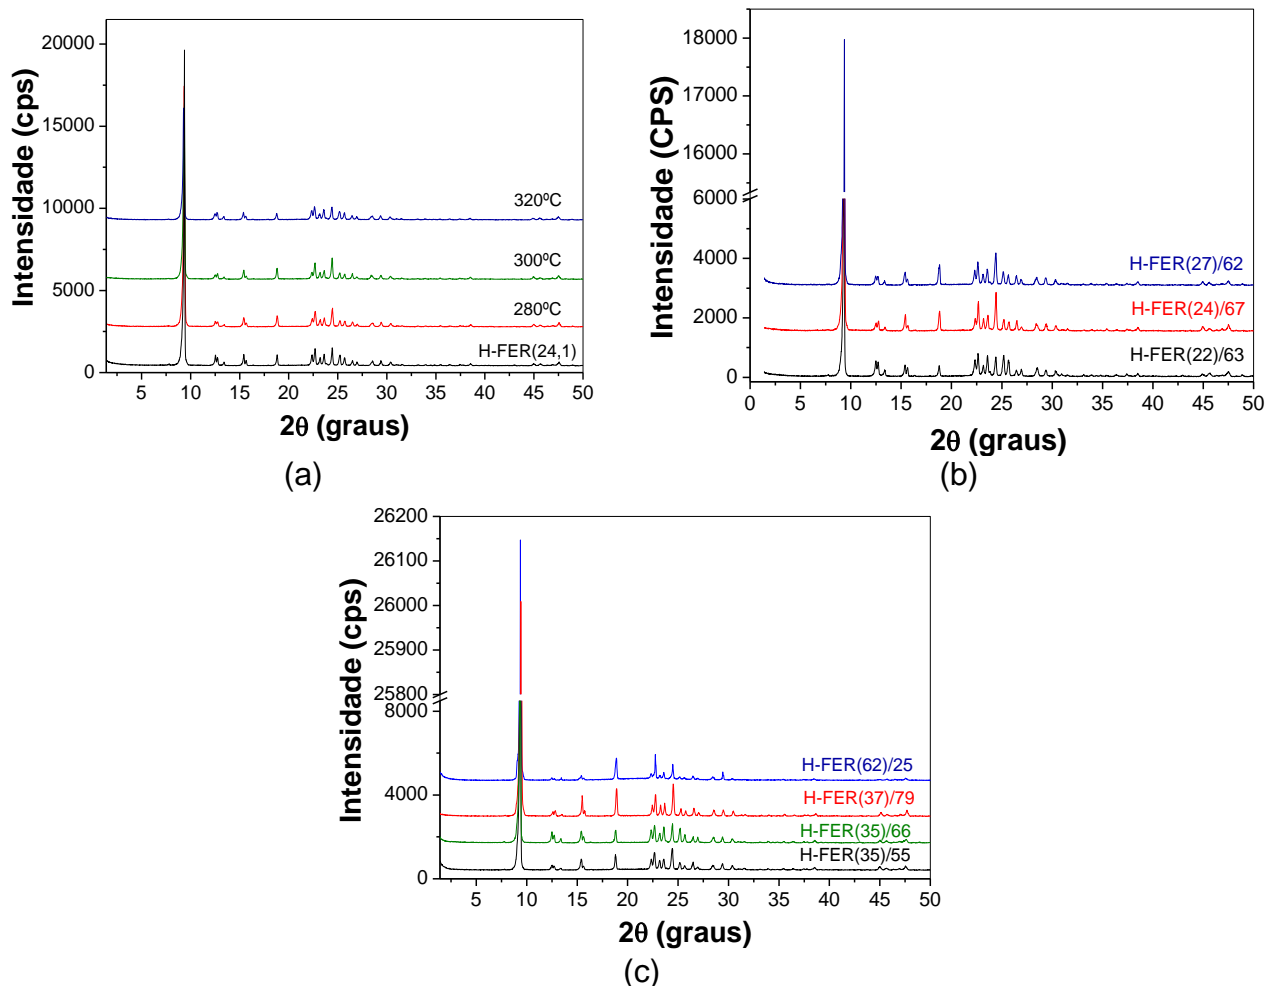 Intensidade (cps)
20000
15000
10000
5000
0
320ºC
300ºC
280ºC
H-FER(24,1)
5 10 15 20 25 30 35 40 45 50
2θ (graus)
(a)
Intensidade (CPS)
18000
17000
16000
6000
4000
2000
0
H-FER(27)/62
H-FER(24)/67
H-FER(22)/63
0 5 10 15 20 25 30 35 40 45 50
2θ (graus)
(b)
Intensidade (cps)
26200
26100
26000
25900
25800
8000
4000
0
H-FER(62)/25
H-FER(37)/79
H-FER(35)/66
H-FER(35)/55
5 10 15 20 25 30 35 40 45 50
2θ (graus)
(c)